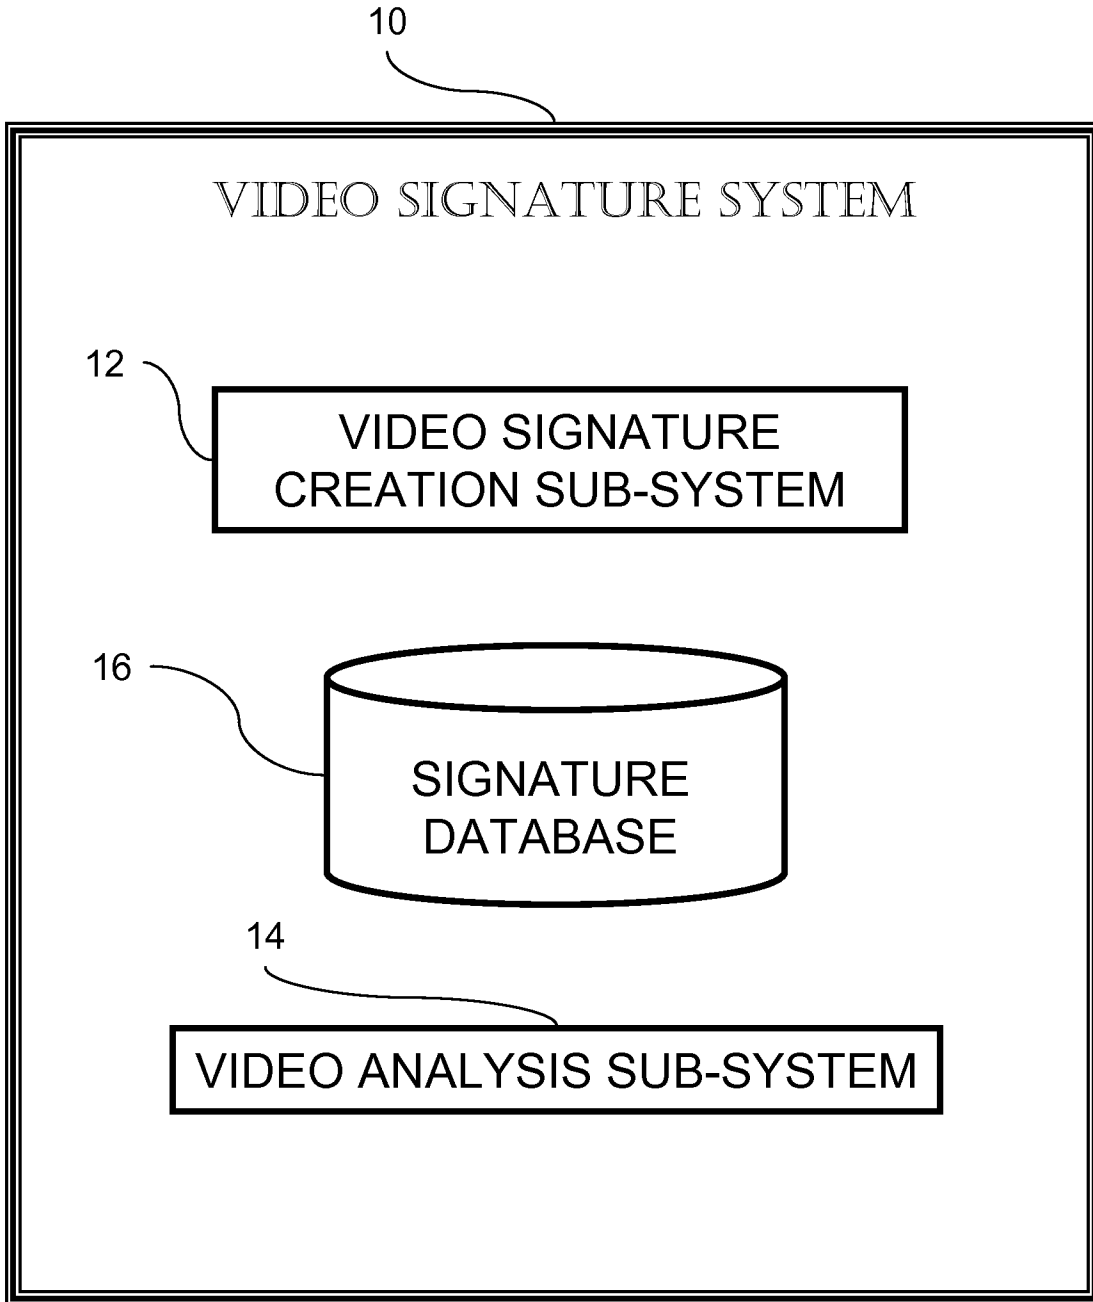 10
VIDEO SIGNATURE SYSTEM
12
VIDEO SIGNATURE
CREATION SUB-SYSTEM
16
SIGNATURE
DATABASE
14
VIDEO ANALYSIS SUB-SYSTEM